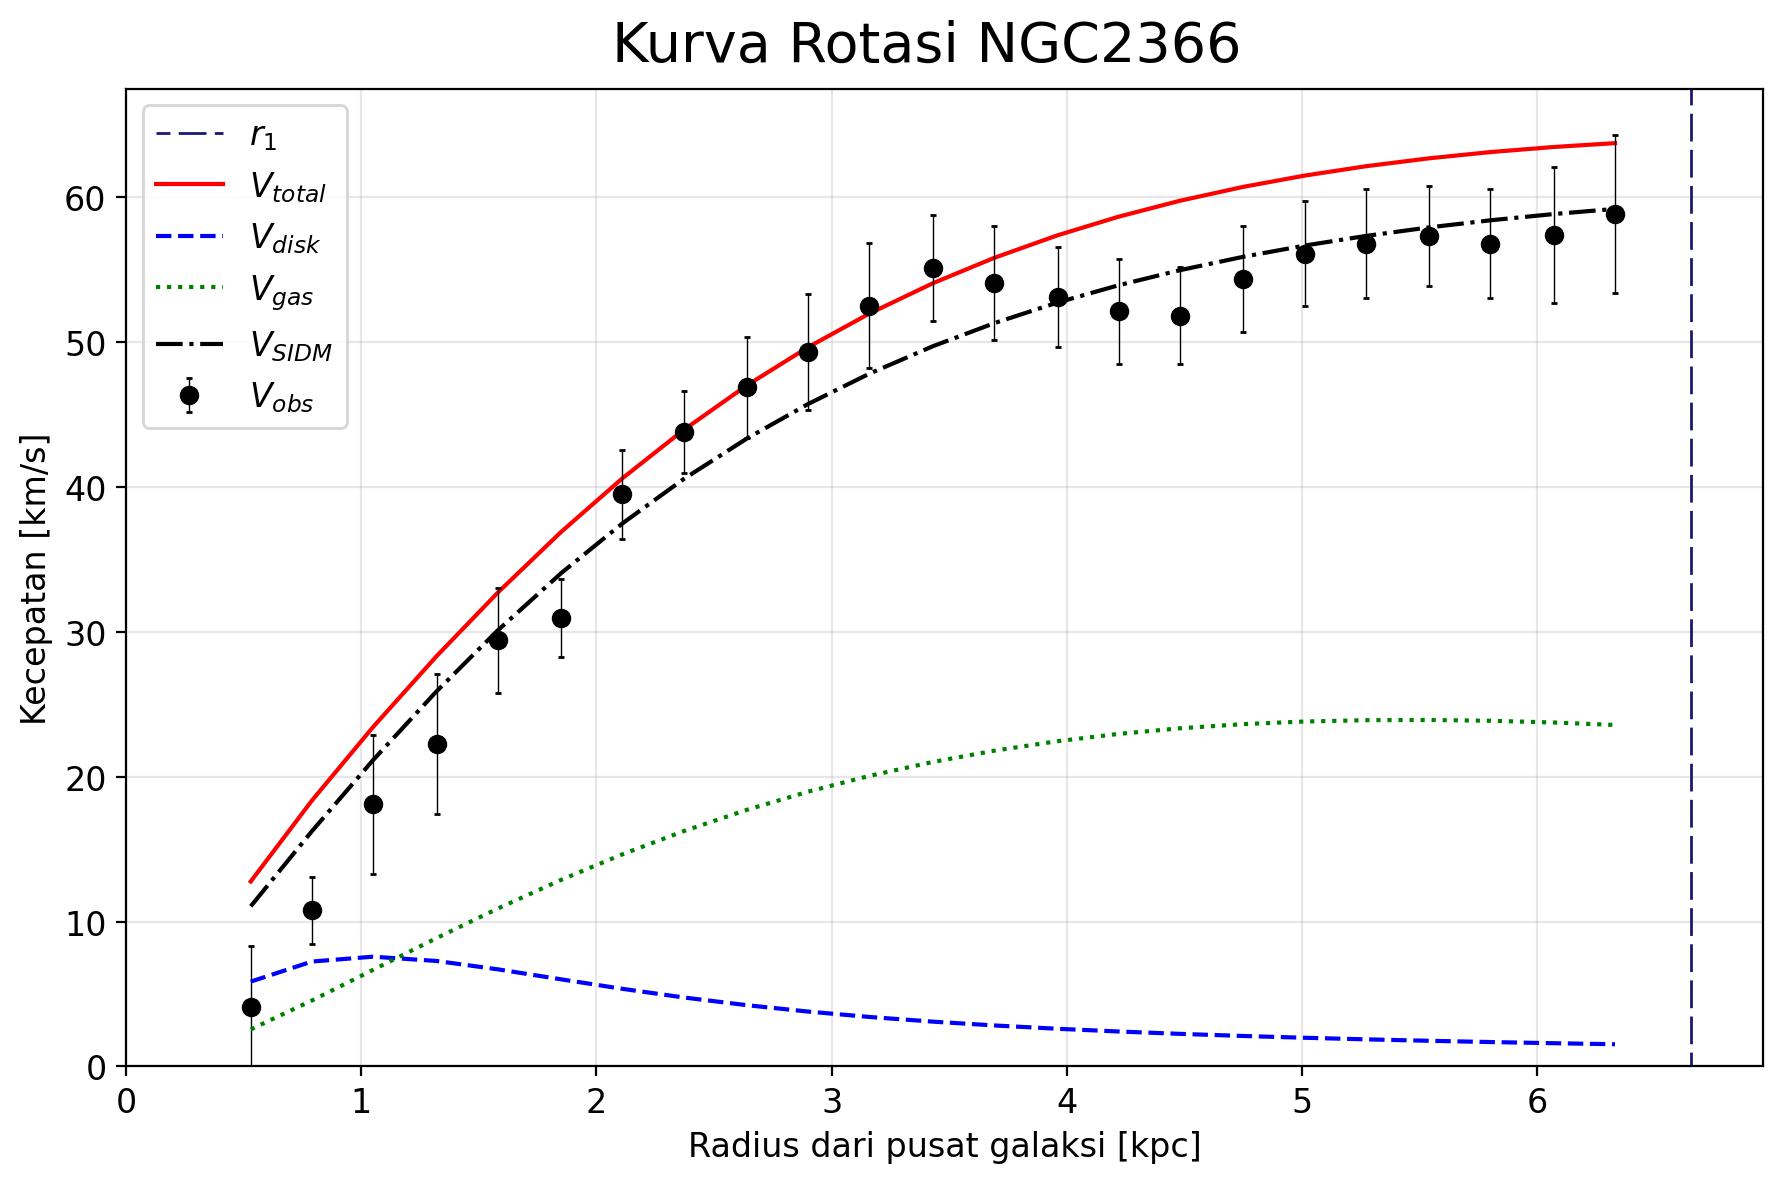 Kurva Rotasi NGC2366
r1
Vtotal
Vdisk
Vgas
VSIDM
Vobs
Kecepatan [km/s]
60
50
40
30
20
10
0
0 1 2 3 4 5 6
Radius dari pusat galaksi [kpc]